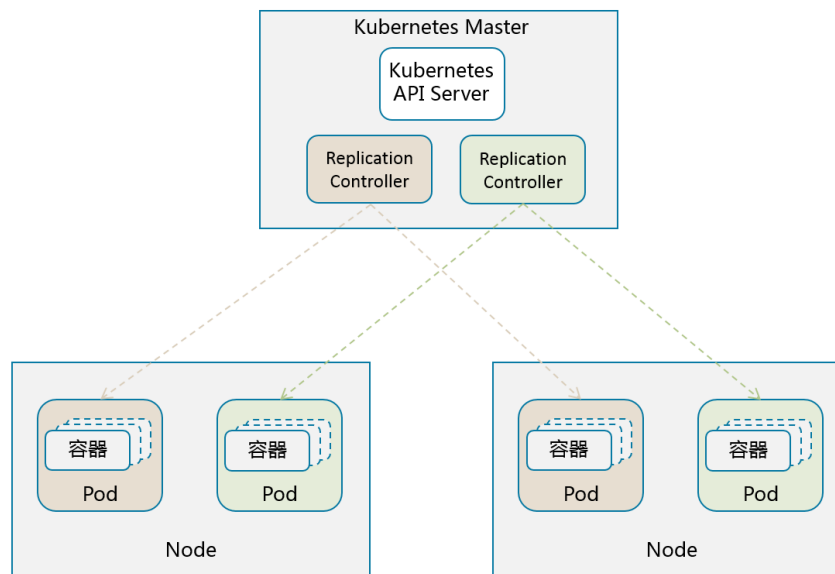 Kubernetes Master
Kubernetes
API Server
Replication
Controller
Replication
Controller
容器
Pod
容器
Pod
Node
容器
Pod
容器
Pod
Node